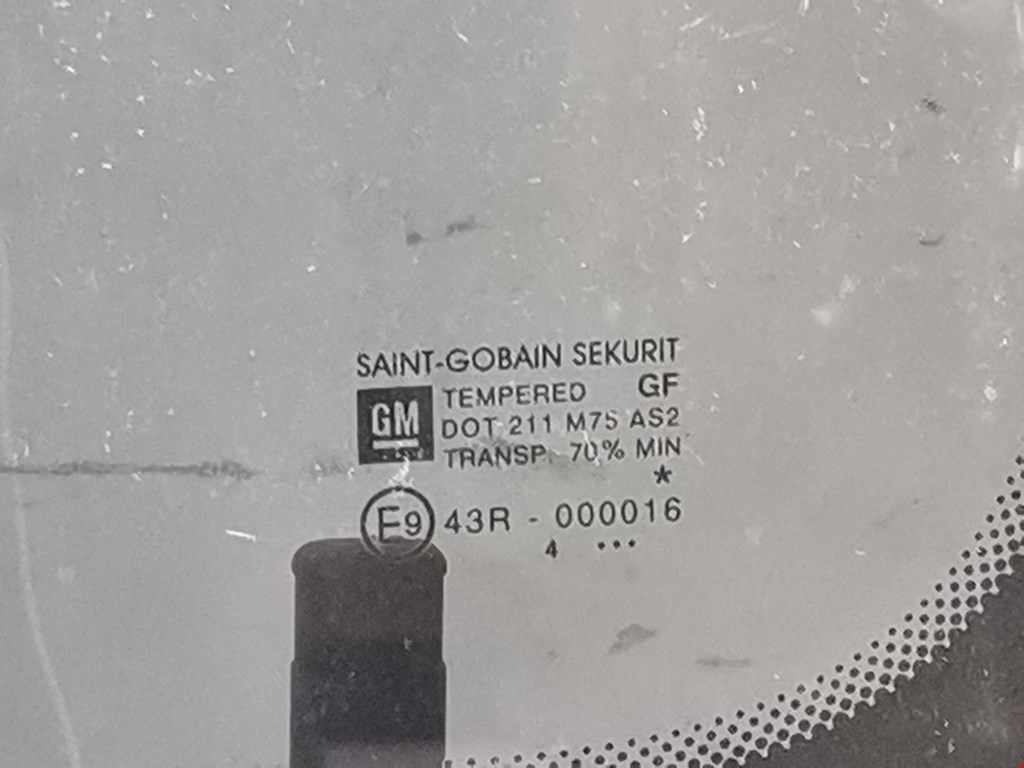 SAINT-GOBAIN SEKURIT
GM
TEMPERED GF
DOT 211 M75 AS2
TRANSP. 70% MIN
*
E9 43R - 000016
4 •••